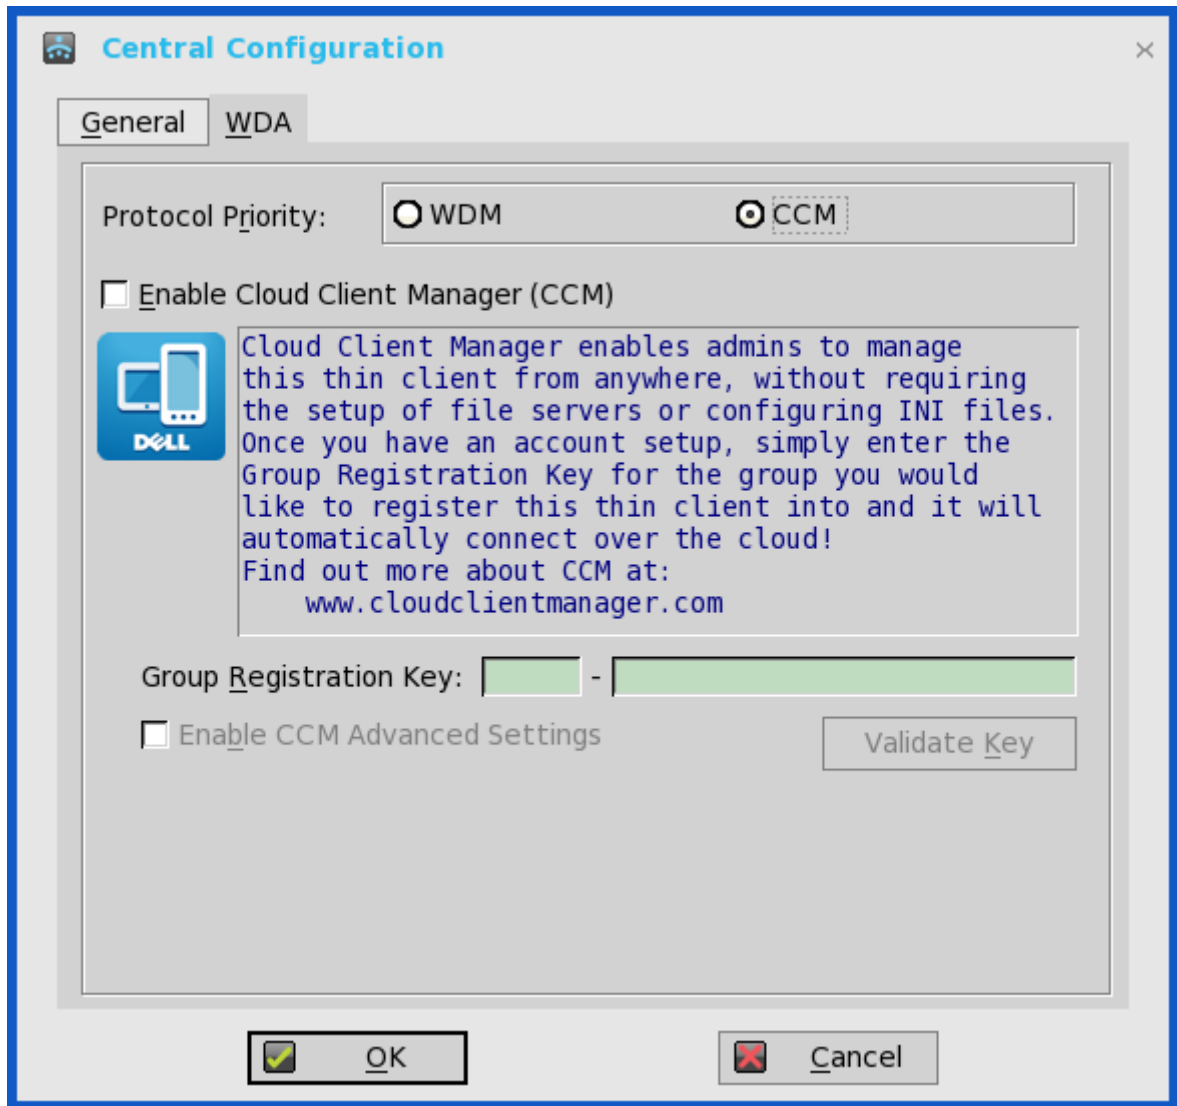 Central Configuration
General WDA
Protocol Priority: WDM CCM
Enable Cloud Client Manager (CCM)
DELL
Cloud Client Manager enables admins to manage
this thin client from anywhere, without requiring
the setup of file servers or configuring INI files.
Once you have an account setup, simply enter the
Group Registration Key for the group you would
like to register this thin client into and it will
automatically connect over the cloud!
Find out more about CCM at:
www.cloudclientmanager.com
Group Registration Key: -
Enable CCM Advanced Settings Validate Key
OK Cancel